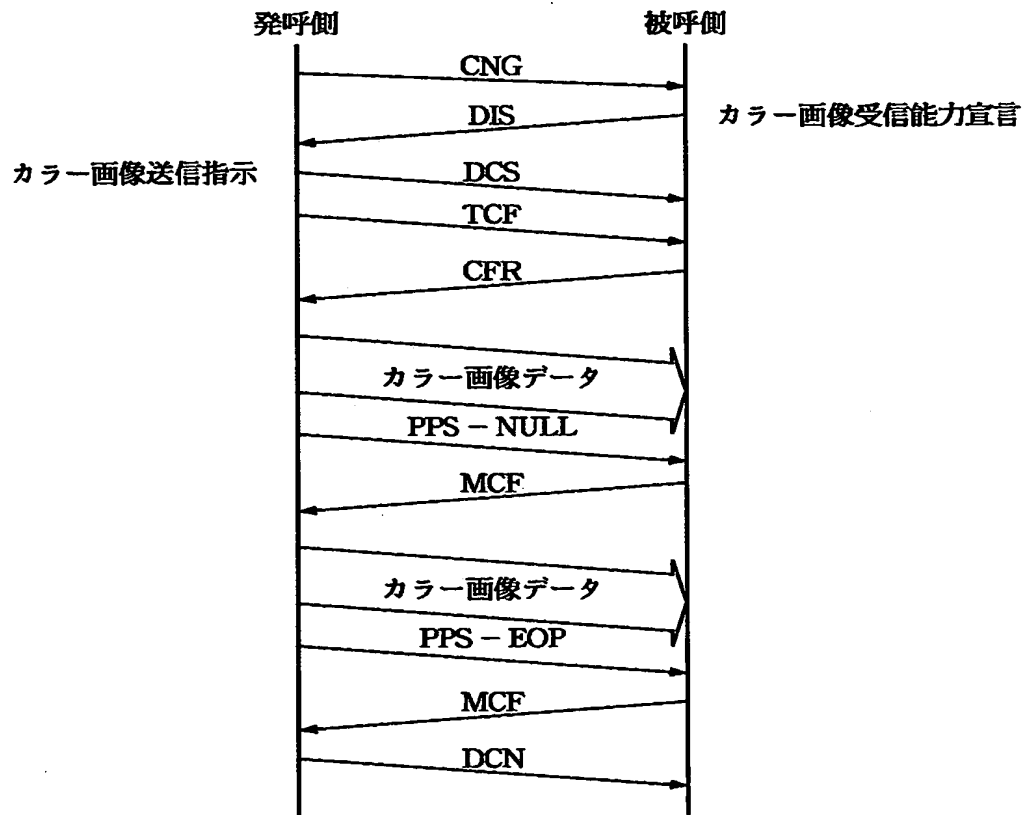 発呼側
被呼側
CNG
DIS
カラー画像受信能力宣言
カラー画像送信指示
DCS
TCF
CFR
カラー画像データ
PPS − NULL
MCF
カラー画像データ
PPS − EOP
MCF
DCN